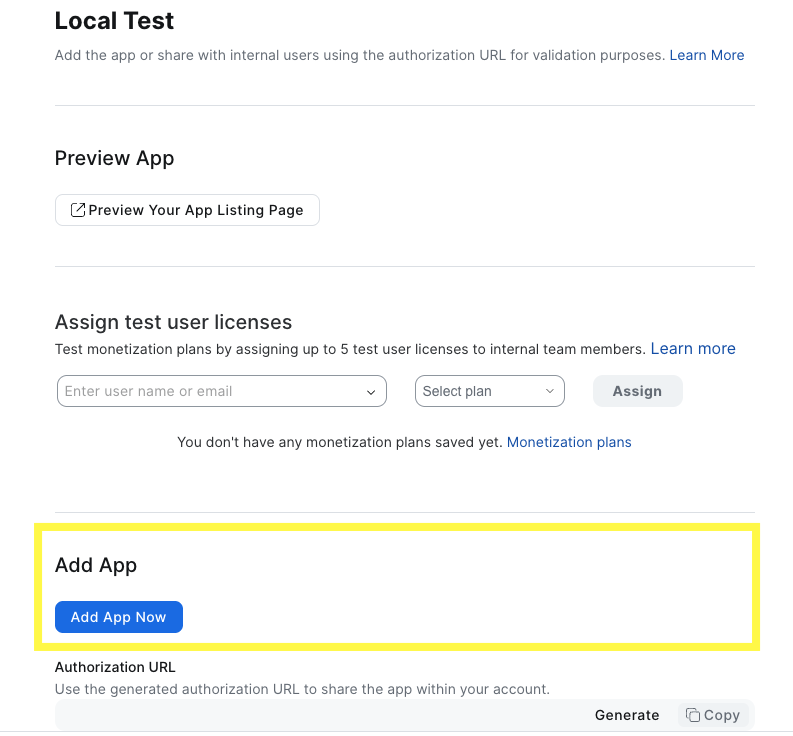 Local Test
Add the app or share with internal users using the authorization URL for validation purposes. Learn More
Preview App
Preview Your App Listing Page
Assign test user licenses
Test monetization plans by assigning up to 5 test user licenses to internal team members. Learn more
Enter user name or email
Select plan
Assign
You don't have any monetization plans saved yet. Monetization plans
Add App
Add App Now
Authorization URL
Use the generated authorization URL to share the app within your account.
Generate
Copy